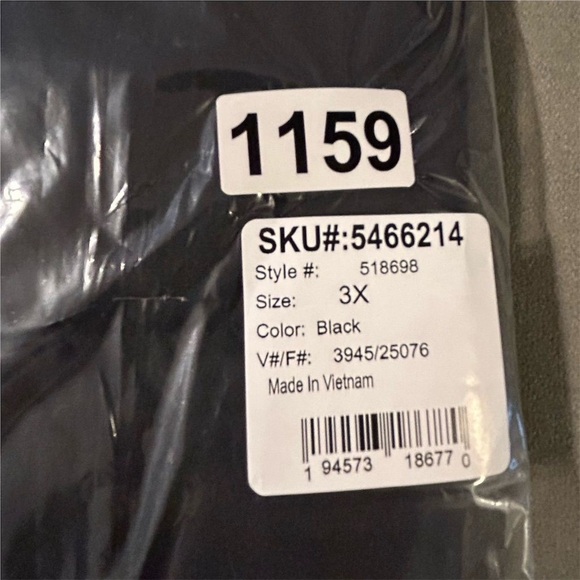 1159
SKU#:5466214
Style #: 518698
Size: 3X
Color: Black
V#/F#: 3945/25076
Made In Vietnam
1 94573 18677 0